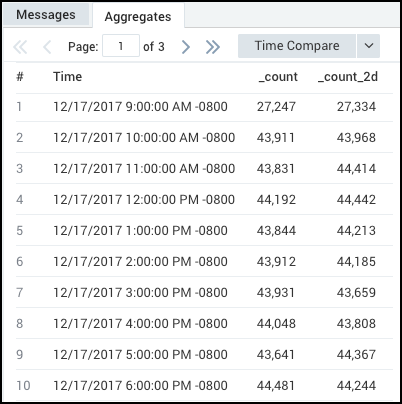 Messages Aggregates
Page: 1 of 3 Time Compare
# Time _count _count_2d
1 12/17/2017 9:00:00 AM -0800 27,247 27,334
2 12/17/2017 10:00:00 AM -0800 43,911 43,968
3 12/17/2017 11:00:00 AM -0800 43,831 44,414
4 12/17/2017 12:00:00 PM -0800 44,192 44,442
5 12/17/2017 1:00:00 PM -0800 43,844 44,213
6 12/17/2017 2:00:00 PM -0800 43,912 44,185
7 12/17/2017 3:00:00 PM -0800 43,931 43,659
8 12/17/2017 4:00:00 PM -0800 44,048 43,808
9 12/17/2017 5:00:00 PM -0800 43,641 44,367
10 12/17/2017 6:00:00 PM -0800 44,481 44,244